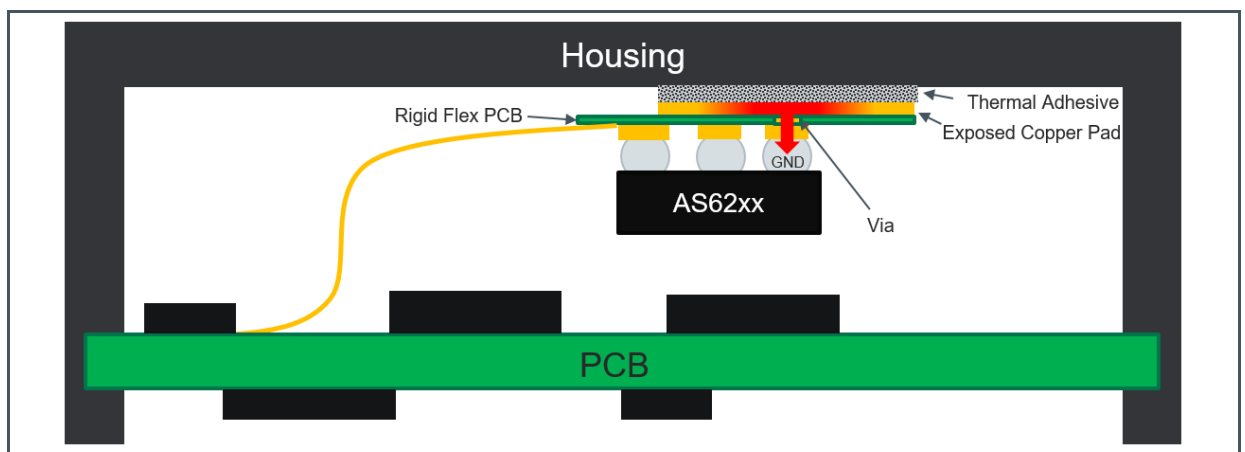 Housing
Thermal Adhesive
Rigid Flex PCB
Exposed Copper Pad
GND
AS62xx
Via
PCB